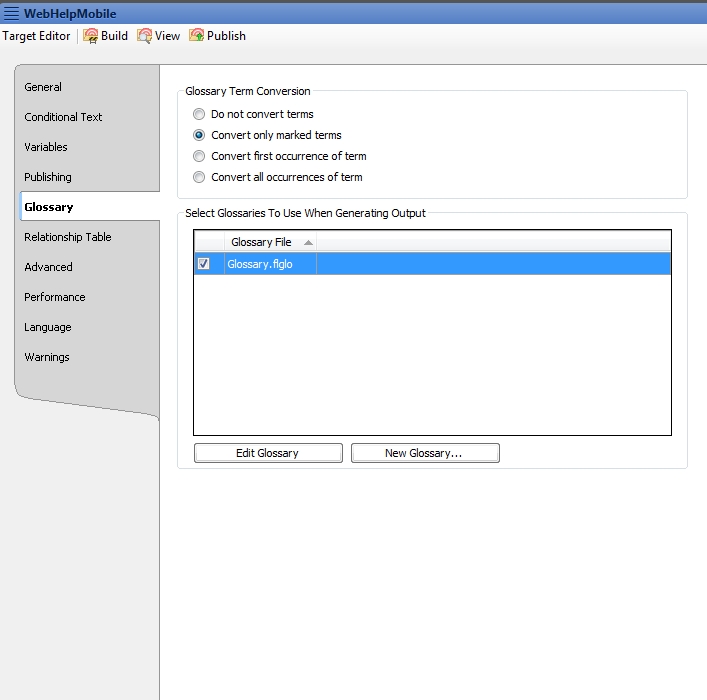 WebHelpMobile
Target Editor Build View Publish
General
Conditional Text
Variables
Publishing
Glossary
Relationship Table
Advanced
Performance
Language
Warnings
Glossary Term Conversion
Do not convert terms
Convert only marked terms
Convert first occurrence of term
Convert all occurrences of term
Select Glossaries To Use When Generating Output
Glossary File
Glossary.flglo
Edit Glossary New Glossary...